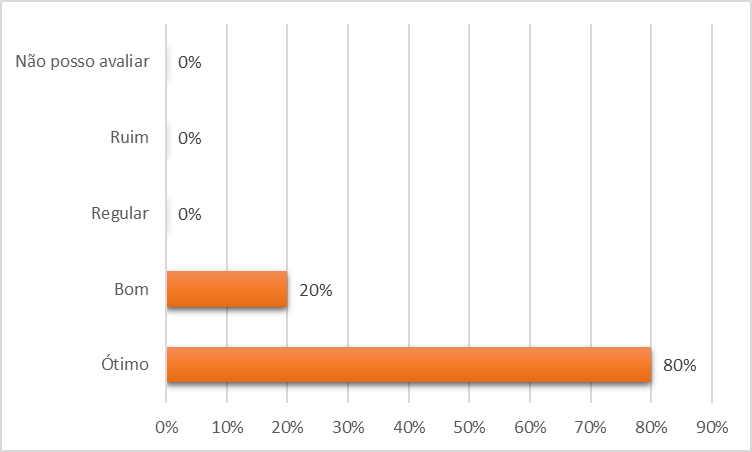 Não posso avaliar 0%
Ruim 0%
Regular 0%
Bom 20%
Ótimo 80%
0% 10% 20% 30% 40% 50% 60% 70% 80% 90%